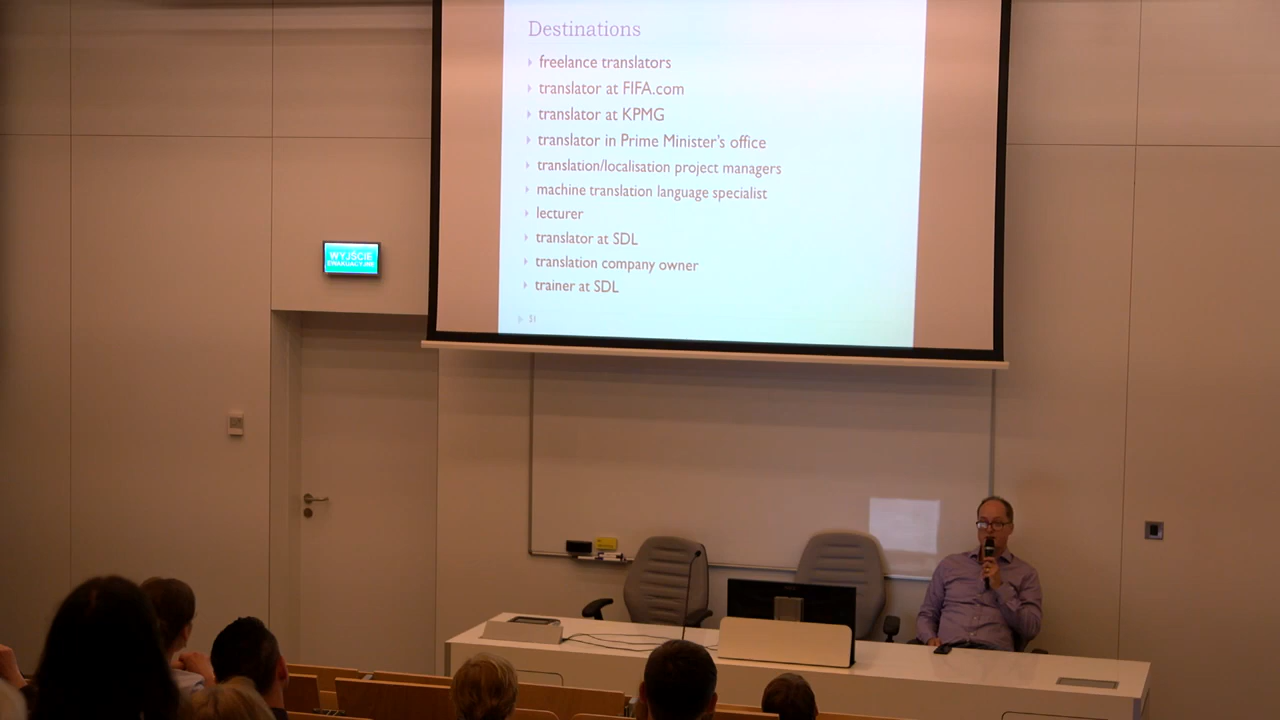 Destinations
freelance translators
translator at FIFA.com
translator at KPMG
translator in Prime Minister's office
translation/localisation project managers
machine translation language specialist
lecturer
translator at SDL
translation company owner
trainer at SDL
51
WYJŚCIE
EWAKUACYJNE